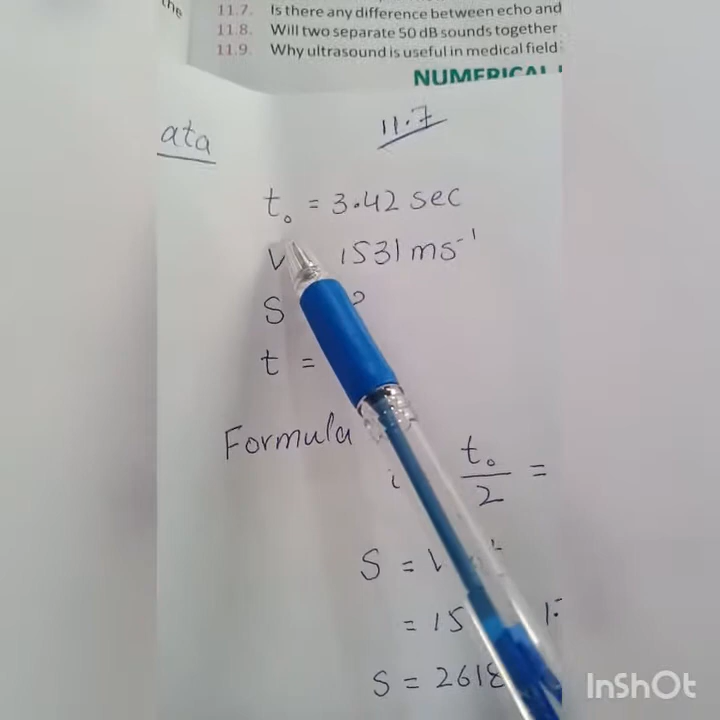 the
11.7. Is there any difference between echo and
11.8. Will two separate 50 dB sounds together
11.9. Why ultrasound is useful in medical field
NUMERICAL
ata
11.7
t₀ = 3.42 sec
V 1531 ms⁻¹
S ?
t =
Formula
t₀/2 =
S = V
= 15
S = 2618
InShOt